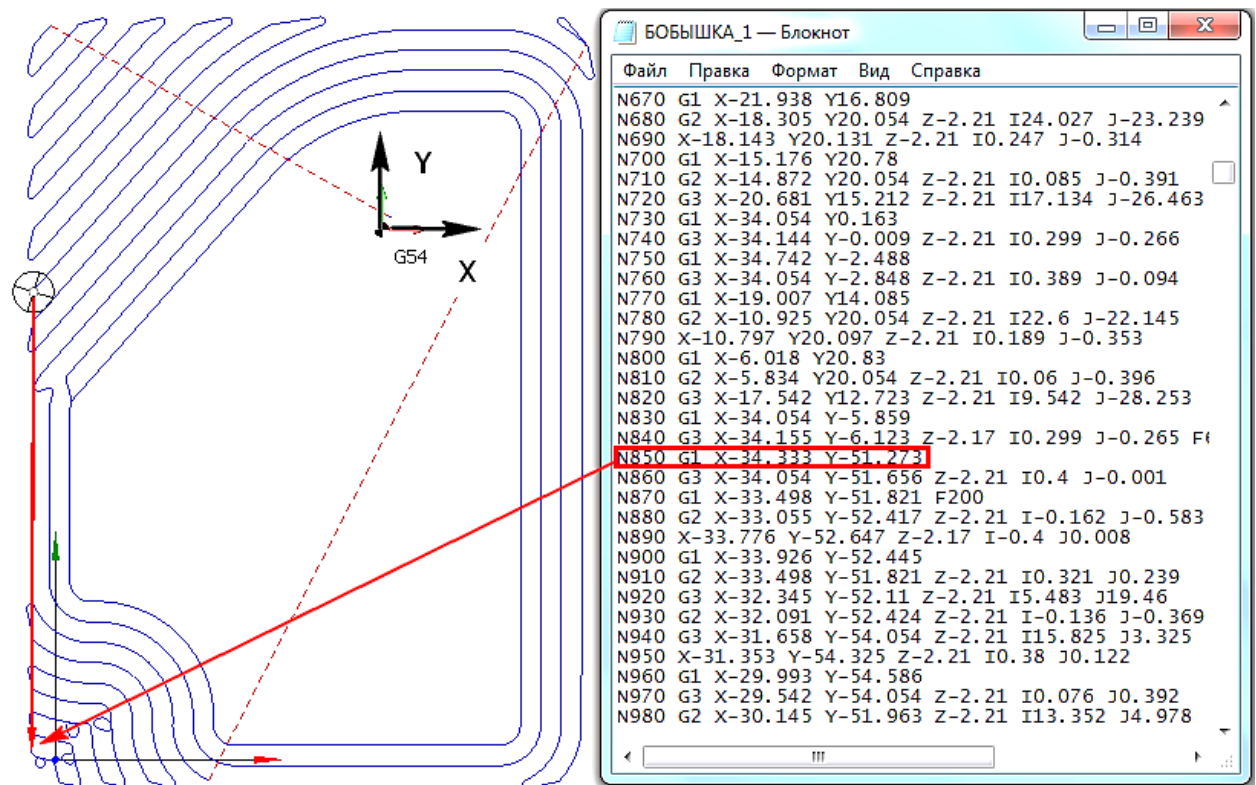 Y
G54
X
БОБЫШКА_1 — Блокнот
Файл Правка Формат Вид Справка
N670 G1 X-21.938 Y16.809
N680 G2 X-18.305 Y20.054 Z-2.21 I24.027 J-23.239
N690 X-18.143 Y20.131 Z-2.21 I0.247 J-0.314
N700 G1 X-15.176 Y20.78
N710 G2 X-14.872 Y20.054 Z-2.21 I0.085 J-0.391
N720 G3 X-20.681 Y15.212 Z-2.21 I17.134 J-26.463
N730 G1 X-34.054 Y0.163
N740 G3 X-34.144 Y-0.009 Z-2.21 I0.299 J-0.266
N750 G1 X-34.742 Y-2.488
N760 G3 X-34.054 Y-2.848 Z-2.21 I0.389 J-0.094
N770 G1 X-19.007 Y14.085
N780 G2 X-10.925 Y20.054 Z-2.21 I22.6 J-22.145
N790 X-10.797 Y20.097 Z-2.21 I0.189 J-0.353
N800 G1 X-6.018 Y20.83
N810 G2 X-5.834 Y20.054 Z-2.21 I0.06 J-0.396
N820 G3 X-17.542 Y12.723 Z-2.21 I9.542 J-28.253
N830 G1 X-34.054 Y-5.859
N840 G3 X-34.155 Y-6.123 Z-2.17 I0.299 J-0.265
N850 G1 X-34.333 Y-51.273
N860 G3 X-34.054 Y-51.656 Z-2.21 I0.4 J-0.001
N870 G1 X-33.498 Y-51.821 F200
N880 G2 X-33.055 Y-52.417 Z-2.21 I-0.162 J-0.583
N890 X-33.776 Y-52.647 Z-2.17 I-0.4 J0.008
N900 G1 X-33.926 Y-52.445
N910 G2 X-33.498 Y-51.821 Z-2.21 I0.321 J0.239
N920 G3 X-32.345 Y-52.11 Z-2.21 I5.483 J19.46
N930 G2 X-32.091 Y-52.424 Z-2.21 I-0.136 J-0.369
N940 G3 X-31.658 Y-54.054 Z-2.21 I15.825 J3.325
N950 X-31.353 Y-54.325 Z-2.21 I0.38 J0.122
N960 G1 X-29.993 Y-54.586
N970 G3 X-29.542 Y-54.054 Z-2.21 I0.076 J0.392
N980 G2 X-30.145 Y-51.963 Z-2.21 I13.352 J4.978